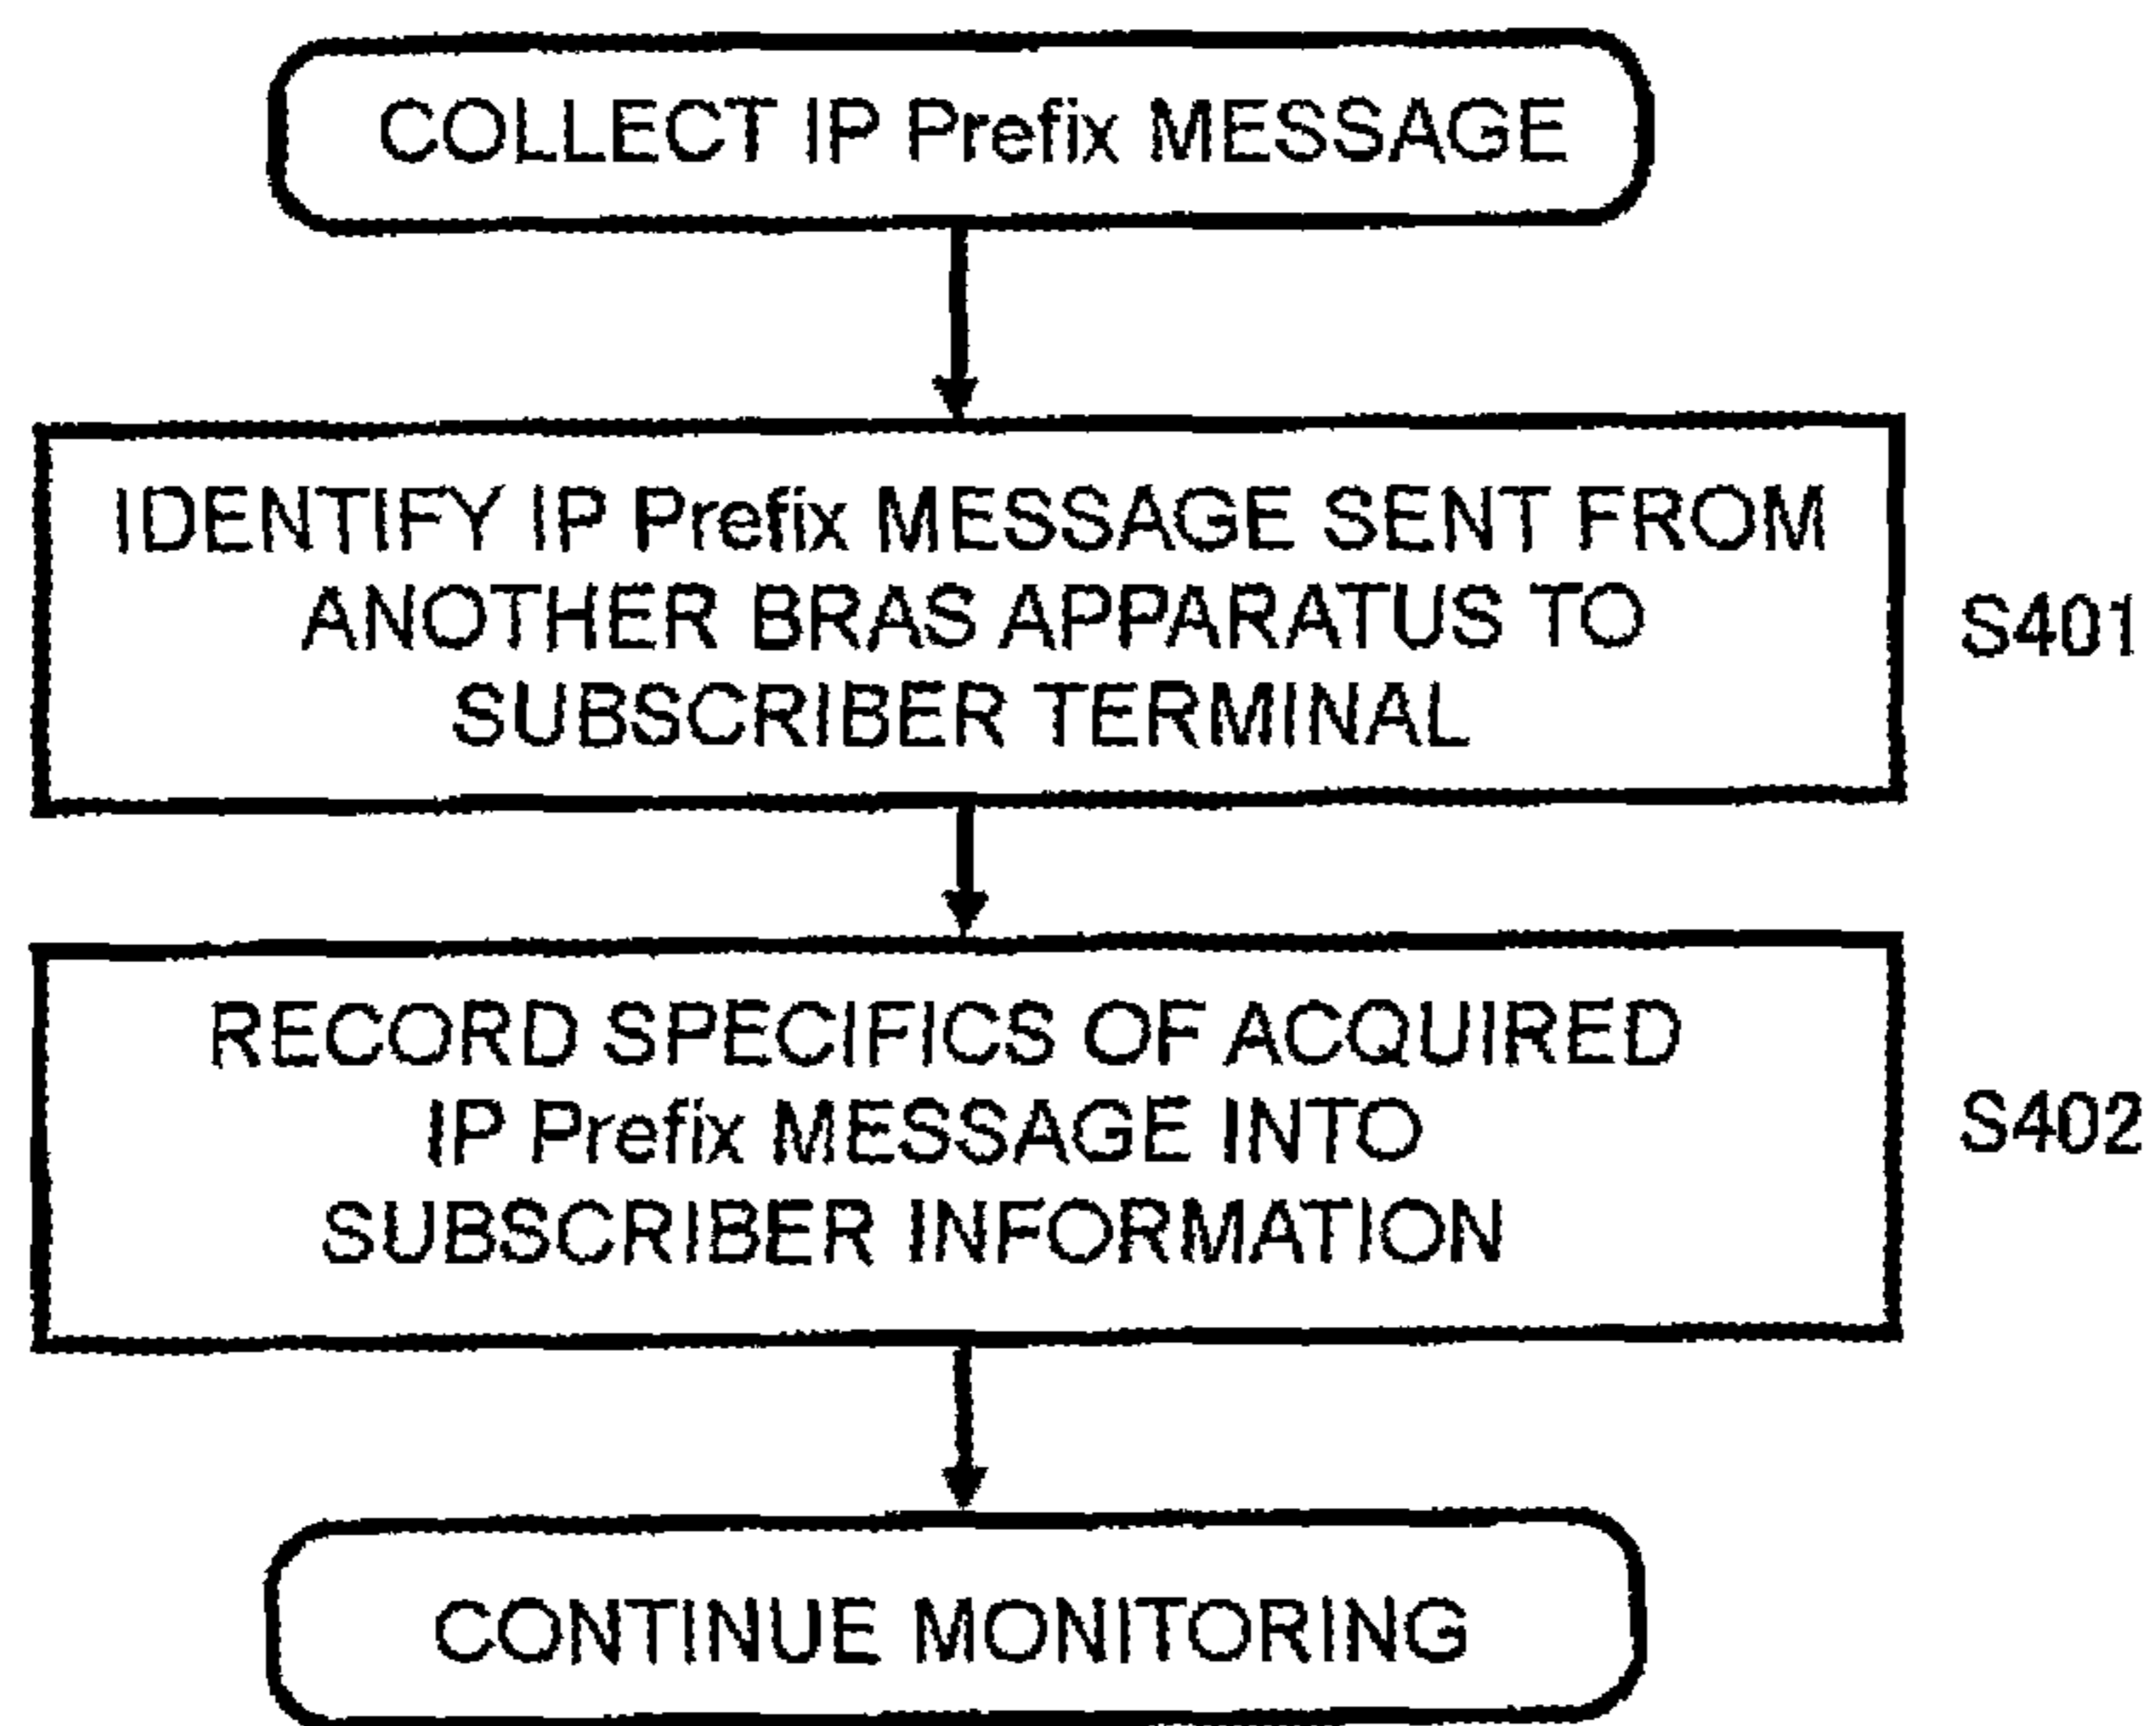 COLLECT IP Prefix MESSAGE
IDENTIFY IP Prefix MESSAGE SENT FROM
ANOTHER BRAS APPARATUS TO
SUBSCRIBER TERMINAL
S401
RECORD SPECIFICS OF ACQUIRED
IP Prefix MESSAGE INTO
SUBSCRIBER INFORMATION
S402
CONTINUE MONITORING